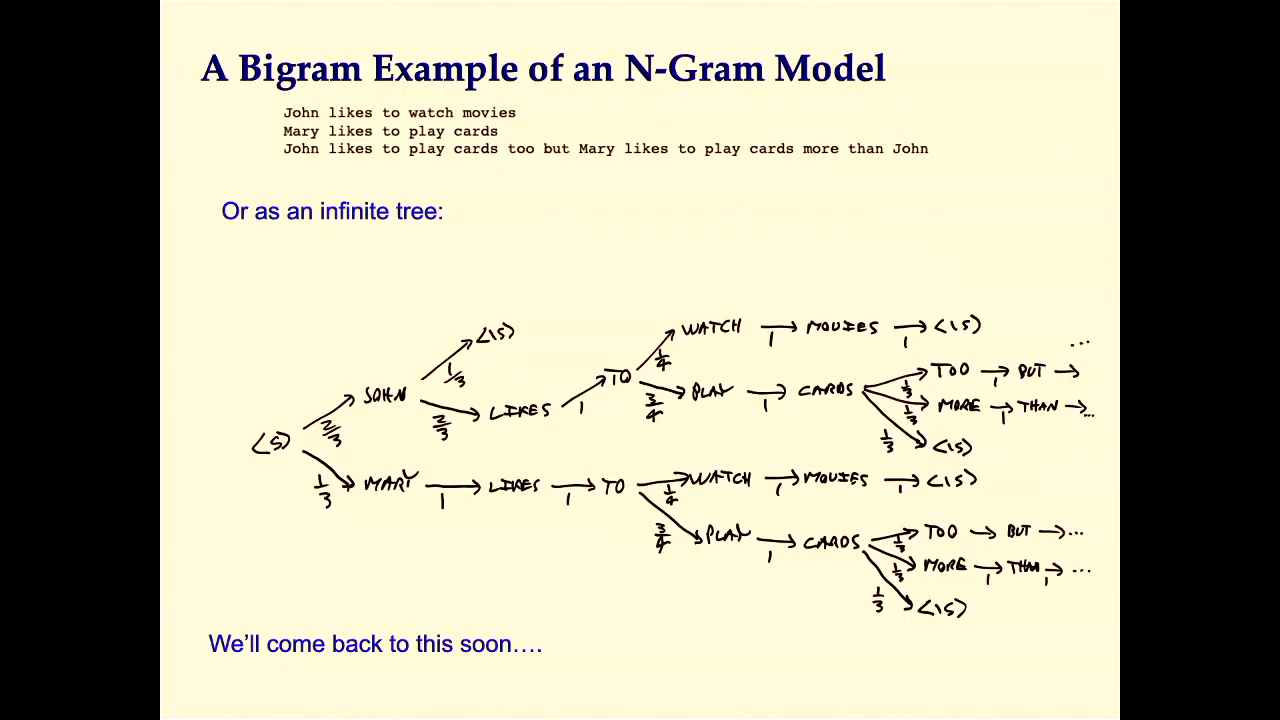 A Bigram Example of an N-Gram Model
John likes to watch movies
Mary likes to play cards
John likes to play cards too but Mary likes to play cards more than John
Or as an infinite tree:
<S> 2/3 JOHN 1/3 <\S>
2/3 LIKES 1 TO 1/4 WATCH 1 MOVIES 1 <\S>
3/4 PLAY 1 CARDS 1/3 TOO 1 BUT ...
1/3 MORE 1 THAN ...
1/3 <\S>
1/3 MARY 1 LIKES 1 TO 1/4 WATCH 1 MOVIES 1 <\S>
3/4 PLAY 1 CARDS 1/3 TOO BUT ...
1/3 MORE 1 THAN 1 ...
1/3 <\S>
We'll come back to this soon….